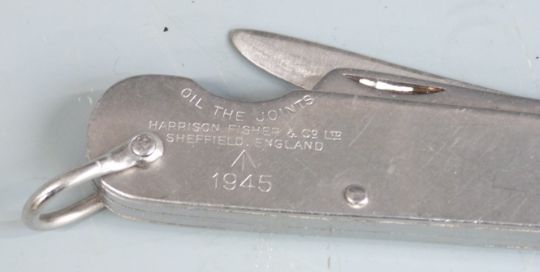 OIL THE JOINTS
HARRISON FISHER & Co LTD
SHEFFIELD. ENGLAND
1945